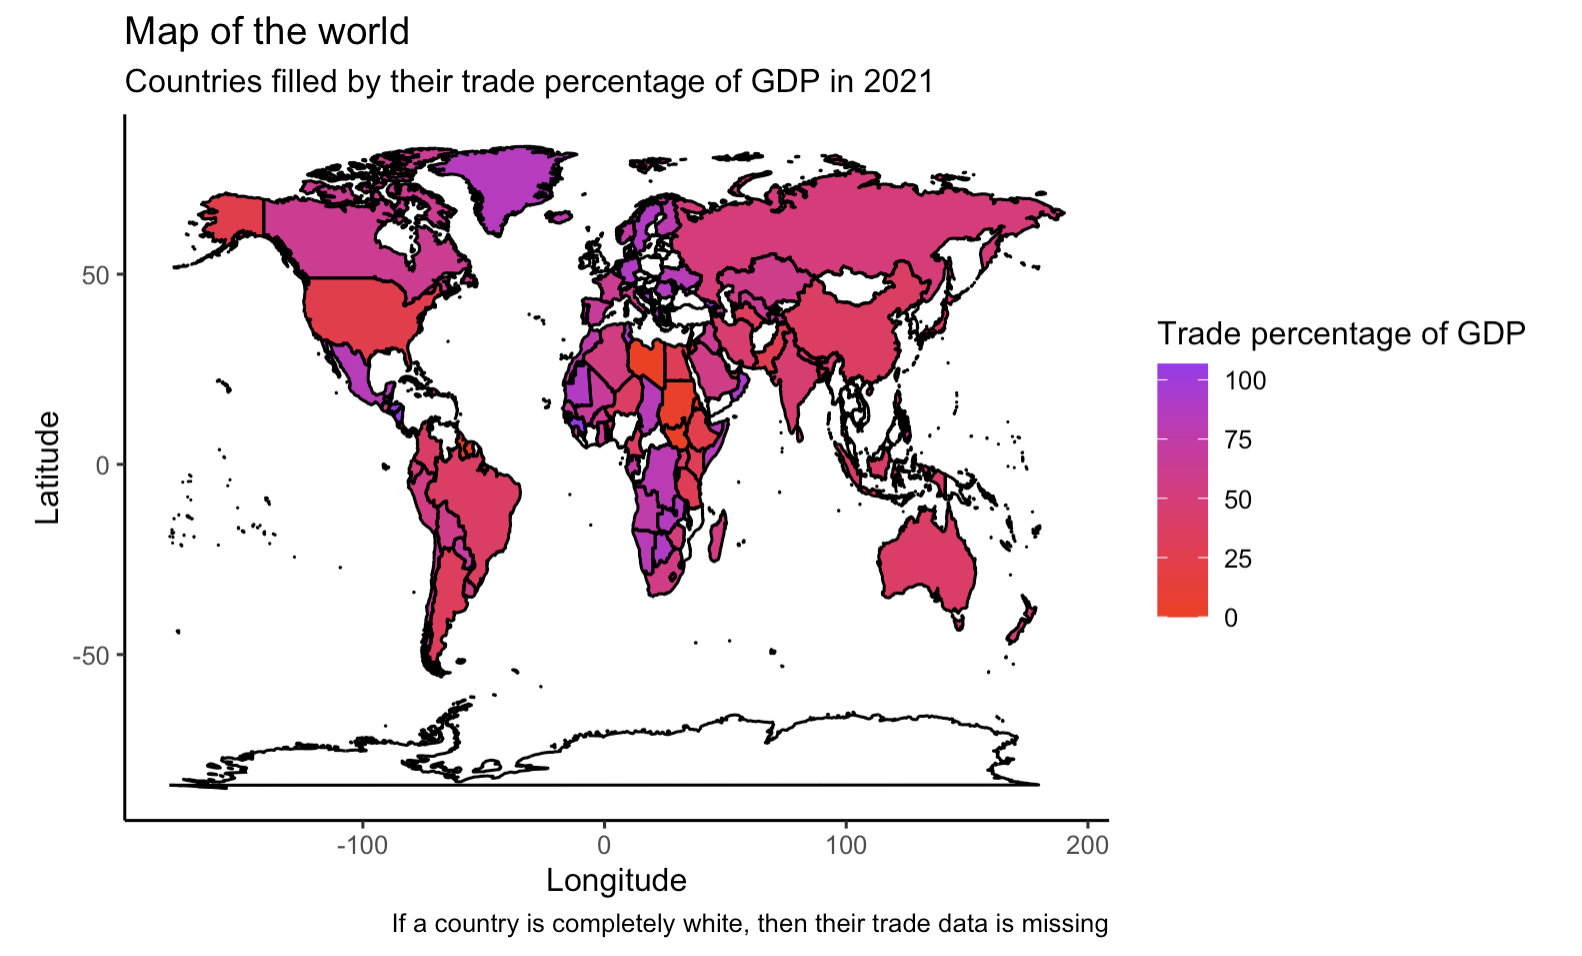 Map of the world
Countries filled by their trade percentage of GDP in 2021
Latitude
50
0
-50
-100
0
100
200
Longitude
Trade percentage of GDP
100
75
50
25
0
If a country is completely white, then their trade data is missing